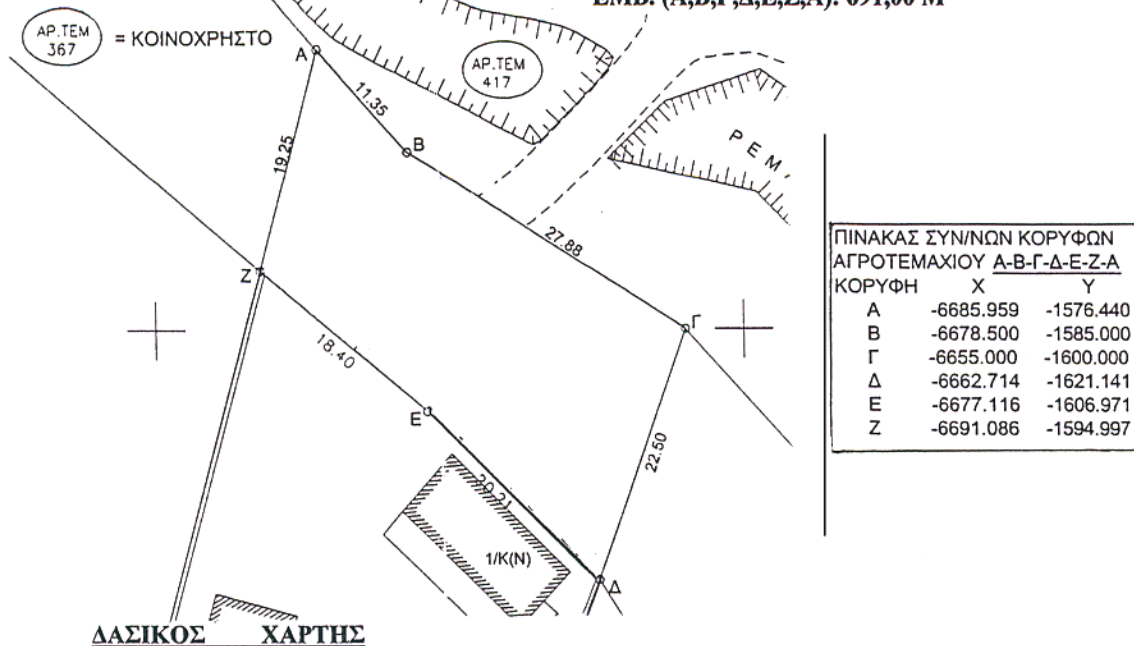 ΑΡ.ΤΕΜ
367
= ΚΟΙΝΟΧΡΗΣΤΟ
ΑΡ.ΤΕΜ
417
Α
11.35
Β
19.25
ΡΕΜ
27.88
Ζ
Γ
18.40
Ε
22.50
20.21
1/Κ(Ν)
Δ
ΔΑΣΙΚΟΣ ΧΑΡΤΗΣ
ΠΙΝΑΚΑΣ ΣΥΝ/ΝΩΝ ΚΟΡΥΦΩΝ
ΑΓΡΟΤΕΜΑΧΙΟΥ Α-Β-Γ-Δ-Ε-Ζ-Α
ΚΟΡΥΦΗ Χ Υ
Α -6685.959 -1576.440
Β -6678.500 -1585.000
Γ -6655.000 -1600.000
Δ -6662.714 -1621.141
Ε -6677.116 -1606.971
Ζ -6691.086 -1594.997